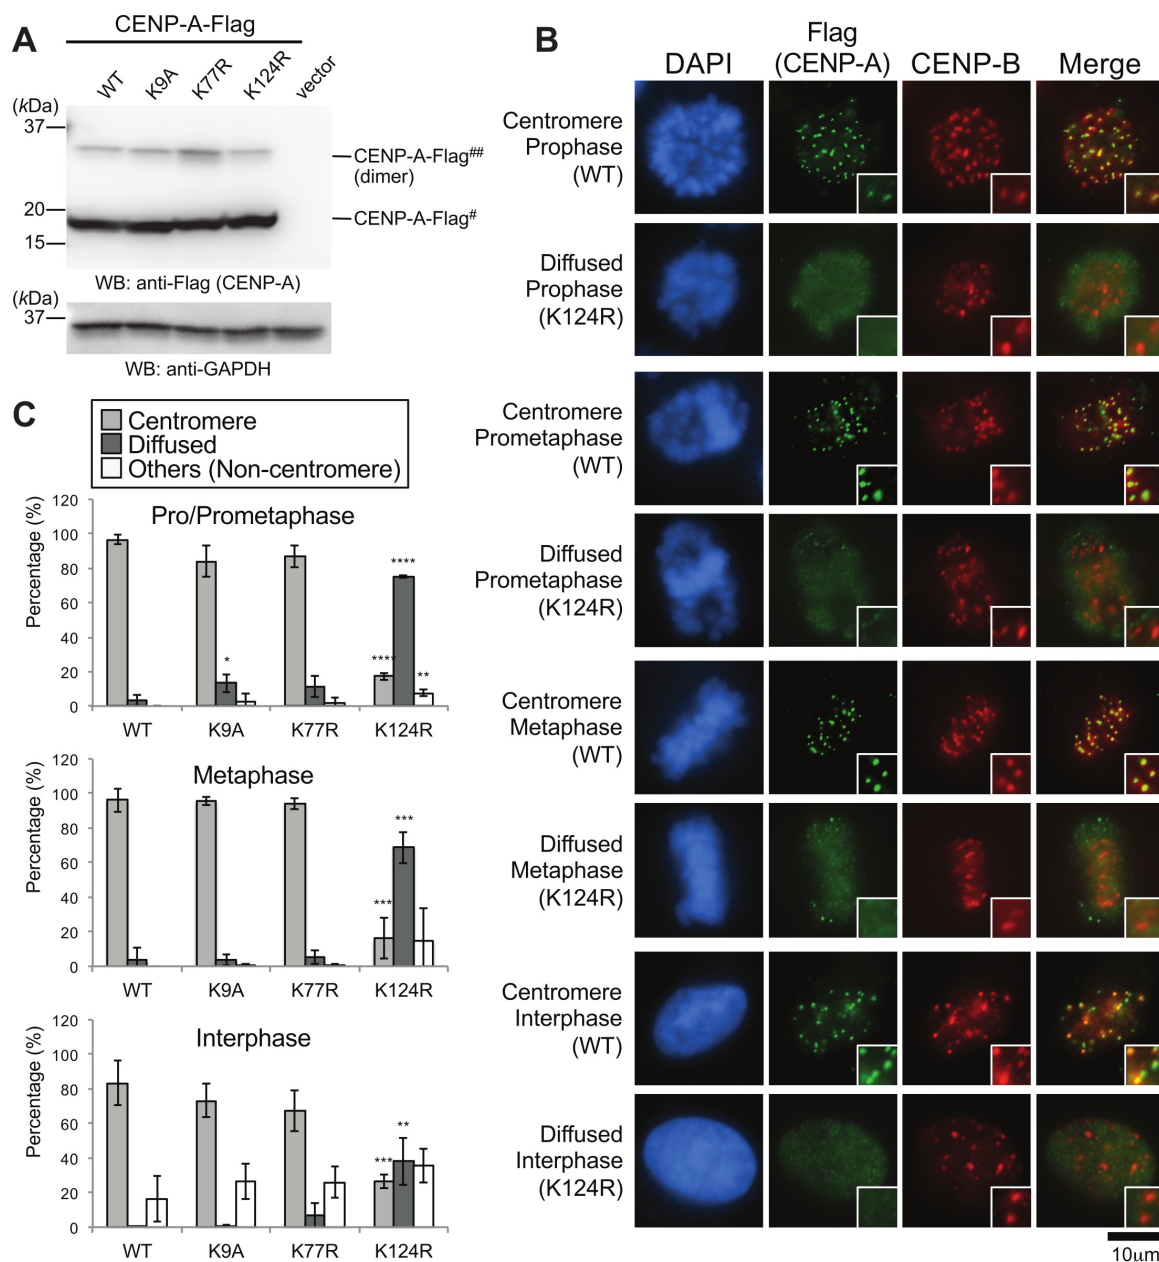 A
CENP-A-Flag
WT K9A K77R K124R vector
(kDa)
37
20
15
CENP-A-Flag##
(dimer)
CENP-A-Flag#
WB: anti-Flag (CENP-A)
(kDa)
37
WB: anti-GAPDH
B
DAPI
Flag
(CENP-A)
CENP-B
Merge
Centromere
Prophase
(WT)
Diffused
Prophase
(K124R)
Centromere
Prometaphase
(WT)
Diffused
Prometaphase
(K124R)
Centromere
Metaphase
(WT)
Diffused
Metaphase
(K124R)
Centromere
Interphase
(WT)
Diffused
Interphase
(K124R)
10μm
C
Centromere
Diffused
Others (Non-centromere)
Pro/Prometaphase
Percentage (%)
120
100
80
60
40
20
0
*
****
****
**
WT K9A K77R K124R
Metaphase
Percentage (%)
120
100
80
60
40
20
0
***
***
WT K9A K77R K124R
Interphase
Percentage (%)
120
100
80
60
40
20
0
***
**
WT K9A K77R K124R